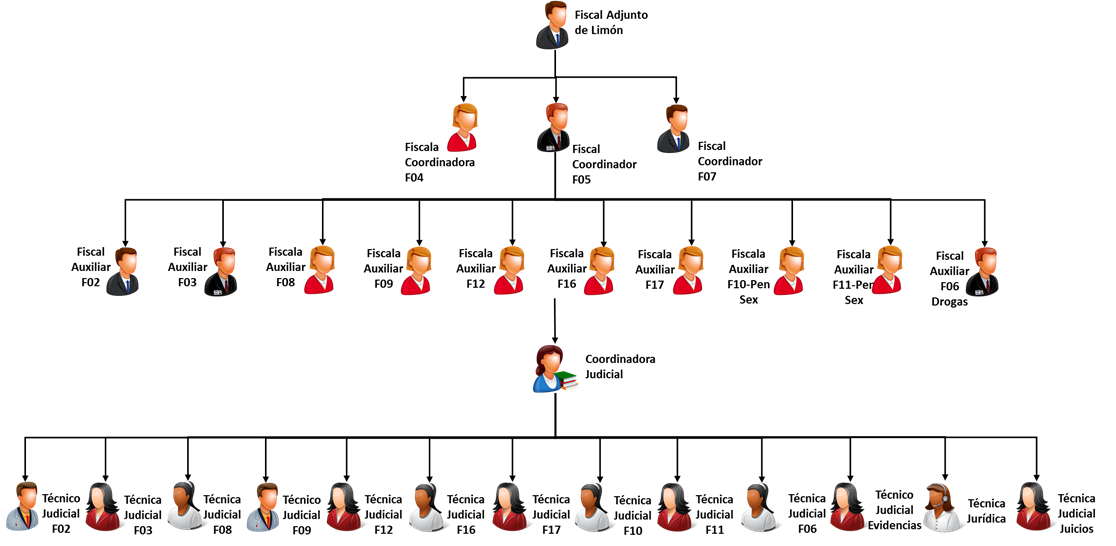 Fiscal Adjunto
de Limón
Fiscala
Coordinadora
F04
Fiscal
Coordinador
F05
Fiscal
Coordinador
F07
Fiscal
Auxiliar
F02
Fiscal
Auxiliar
F03
Fiscala
Auxiliar
F08
Fiscala
Auxiliar
F09
Fiscala
Auxiliar
F12
Fiscala
Auxiliar
F16
Fiscala
Auxiliar
F17
Fiscala
Auxiliar
F10-Pen
Sex
Fiscala
Auxiliar
F11-Pen
Sex
Fiscal
Auxiliar
F06
Drogas
Coordinadora
Judicial
Técnico
Judicial
F02
Técnica
Judicial
F03
Técnica
Judicial
F08
Técnico
Judicial
F09
Técnica
Judicial
F12
Técnica
Judicial
F16
Técnica
Judicial
F17
Técnica
Judicial
F10
Técnica
Judicial
F11
Técnica
Judicial
F06
Técnico
Judicial
Evidencias
Técnica
Jurídica
Técnica
Judicial
Juicios